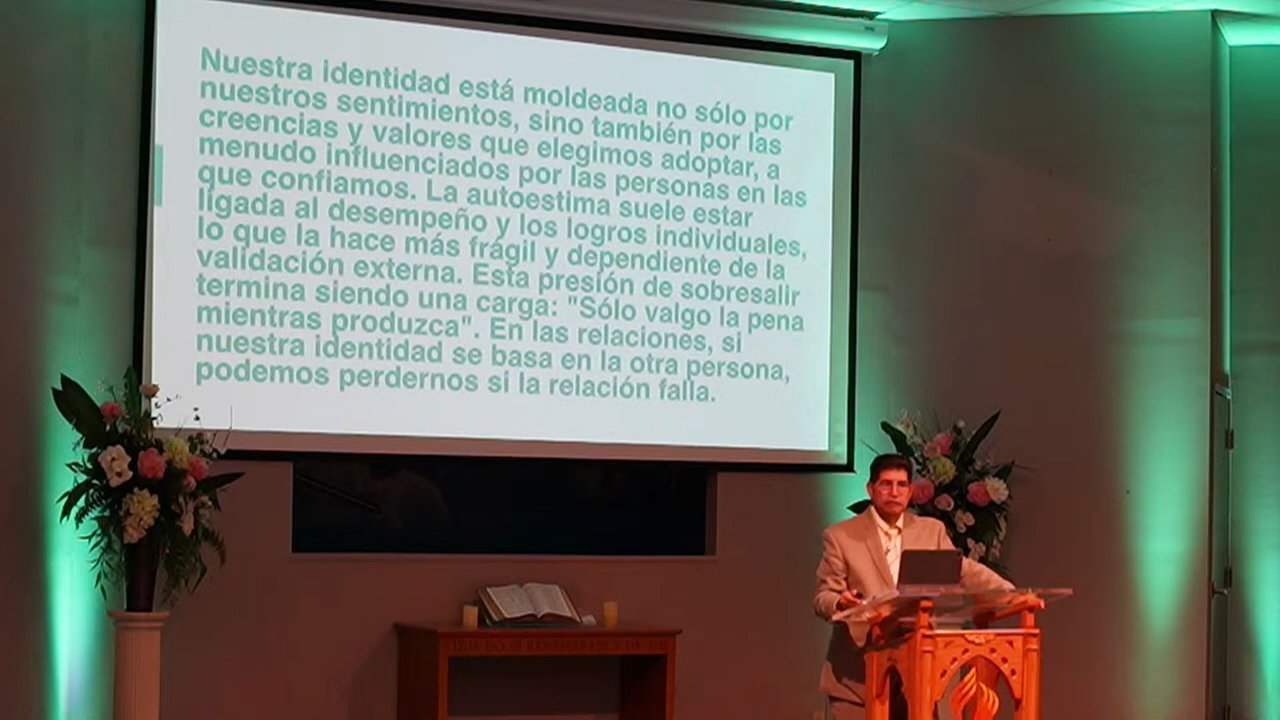 Nuestra identidad está moldeada no sólo por
nuestros sentimientos, sino también por las
creencias y valores que elegimos adoptar, a
menudo influenciados por las personas en las
que confiamos. La autoestima suele estar
ligada al desempeño y los logros individuales,
lo que la hace más frágil y dependiente de la
validación externa. Esta presión de sobresalir
termina siendo una carga: "Sólo valgo la pena
mientras produzca". En las relaciones, si
nuestra identidad se basa en la otra persona,
podemos perdernos si la relación falla.